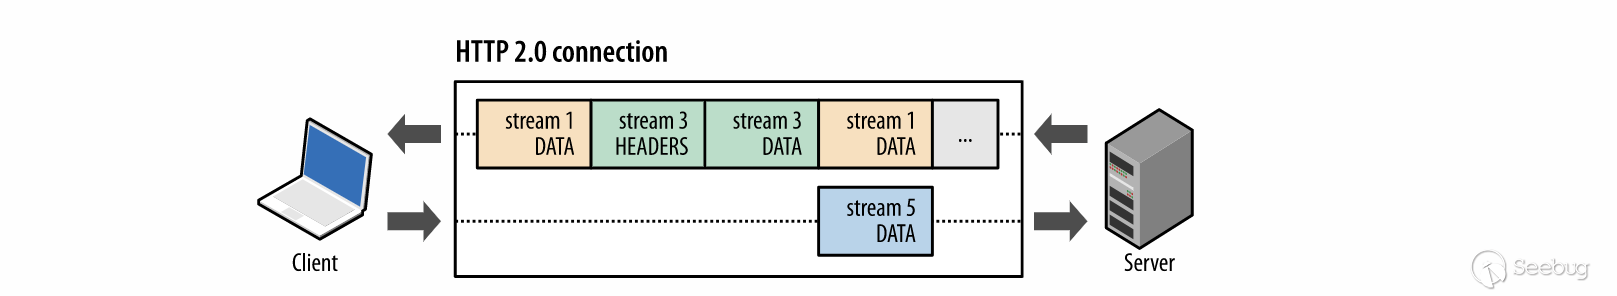 HTTP 2.0 connection
stream 1
DATA
stream 3
HEADERS
stream 3
DATA
stream 1
DATA
...
stream 5
DATA
Client
Server
Seebug